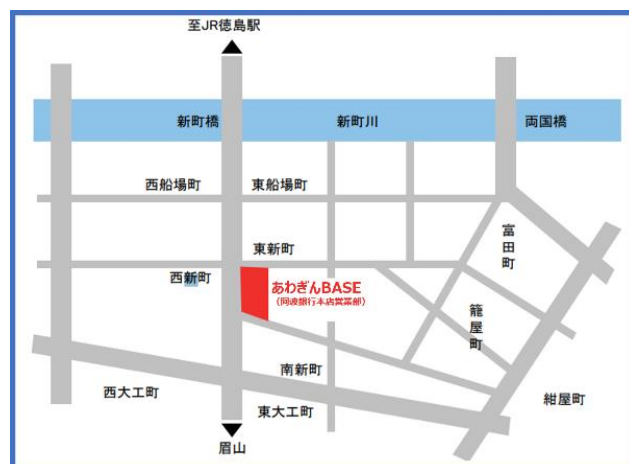 至JR徳島駅
新町橋
新町川
両国橋
西船場町
東船場町
富田町
東新町
西新町
あわぎんBASE
(阿波銀行本店営業部)
籠屋町
南新町
西大工町
東大工町
紺屋町
眉山